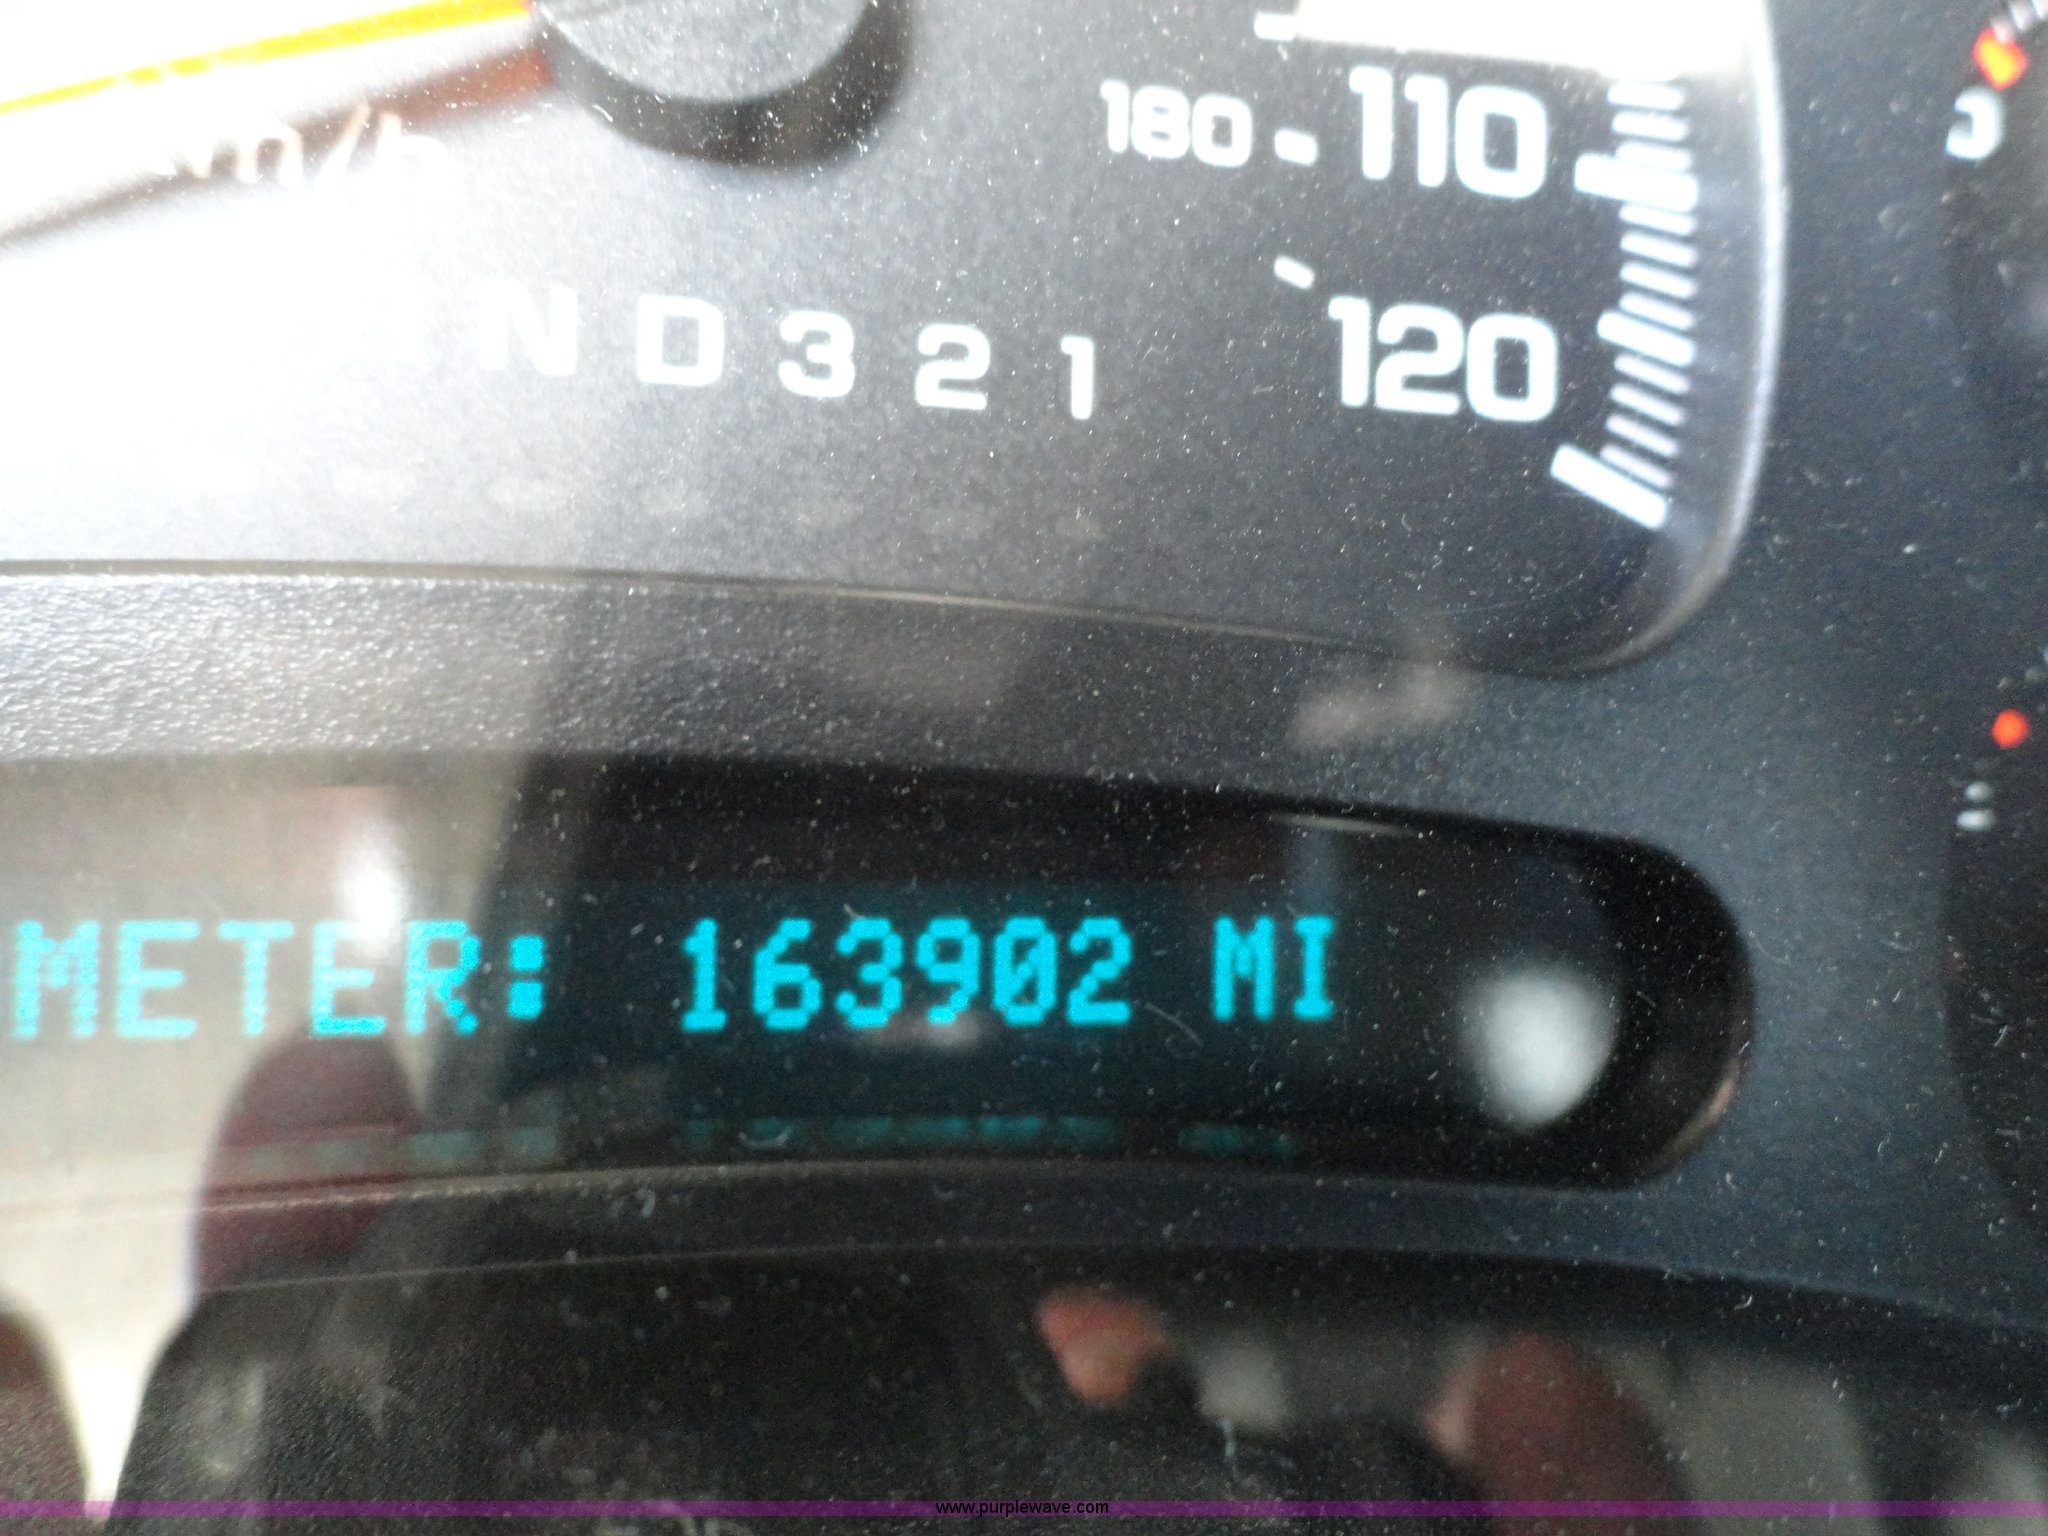 m/h
180 110
N D 3 2 1
120
METER: 163902 MI
www.purplewave.com